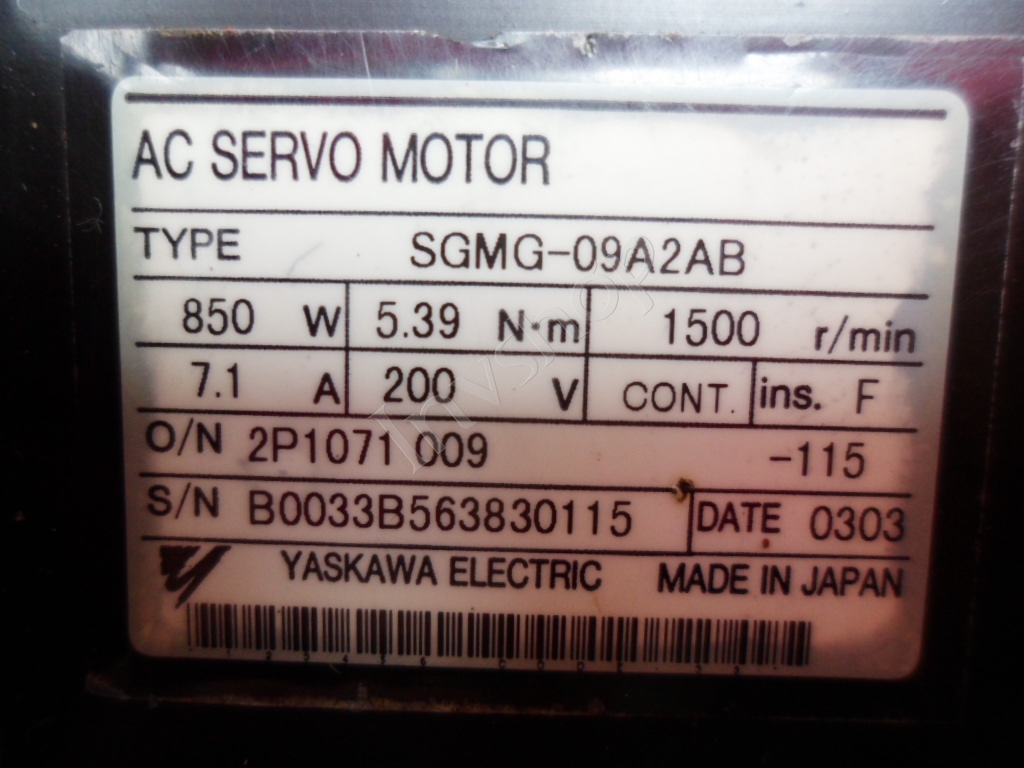 AC SERVO MOTOR
TYPE SGMG-09A2AB
850 W 5.39 N·m 1500 r/min
7.1 A 200 V CONT. ins. F
O/N 2P1071 009 -115
S/N B0033B563830115 DATE 0303
YASKAWA ELECTRIC MADE IN JAPAN
Invshop